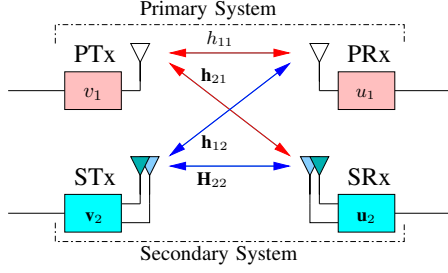 Primary System
PTx h₁₁ PRx
v₁ h₂₁ u₁
h₁₂
STx SRx
H₂₂
v₂ u₂
Secondary System